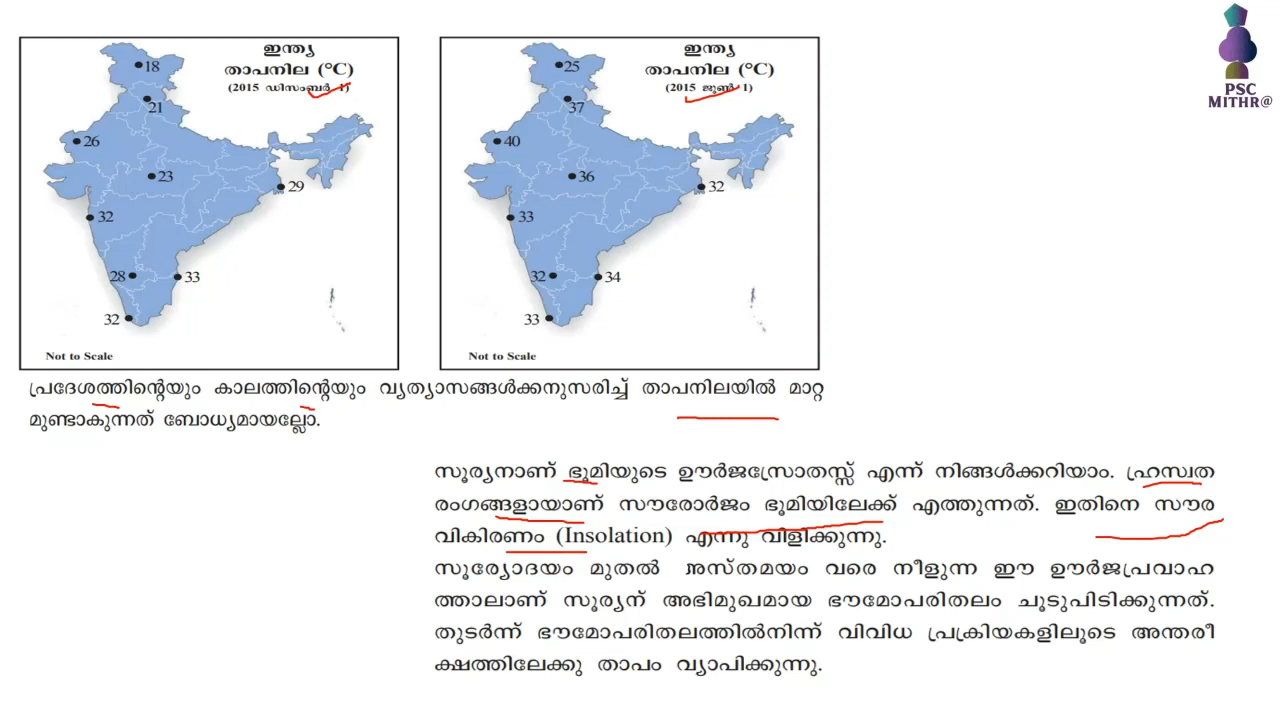 ഇന്ത്യ
താപനില (°C)
(2015 ഡിസംബർ 1)
18
21
26
23
29
32
28
33
32
Not to Scale
ഇന്ത്യ
താപനില (°C)
(2015 ജൂൺ 1)
25
37
40
36
32
33
32
34
33
Not to Scale
PSC
MITHR@
പ്രദേശത്തിന്റെയും കാലത്തിന്റെയും വ്യത്യാസങ്ങൾക്കനുസരിച്ച് താപനിലയിൽ മാറ്റ
മുണ്ടാകുന്നത് ബോധ്യമായല്ലോ.
സൂര്യനാണ് ഭൂമിയുടെ ഊർജസ്രോതസ്സ് എന്ന് നിങ്ങൾക്കറിയാം. ഹ്രസ്വത
രംഗങ്ങളായാണ് സൗരോർജം ഭൂമിയിലേക്ക് എത്തുന്നത്. ഇതിനെ സൗര
വികിരണം (Insolation) എന്നു വിളിക്കുന്നു.
സൂര്യോദയം മുതൽ അസ്തമയം വരെ നീളുന്ന ഈ ഊർജപ്രവാഹ
ത്താലാണ് സൂര്യന് അഭിമുഖമായ ഭൗമോപരിതലം ചൂടുപിടിക്കുന്നത്.
തുടർന്ന് ഭൗമോപരിതലത്തിൽനിന്ന് വിവിധ പ്രക്രിയകളിലൂടെ അന്തരീ
ക്ഷത്തിലേക്കു താപം വ്യാപിക്കുന്നു.